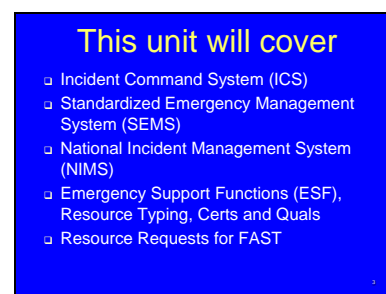 This unit will cover
❑ Incident Command System (ICS)
❑ Standardized Emergency Management
System (SEMS)
❑ National Incident Management System
(NIMS)
❑ Emergency Support Functions (ESF),
Resource Typing, Certs and Quals
❑ Resource Requests for FAST
3